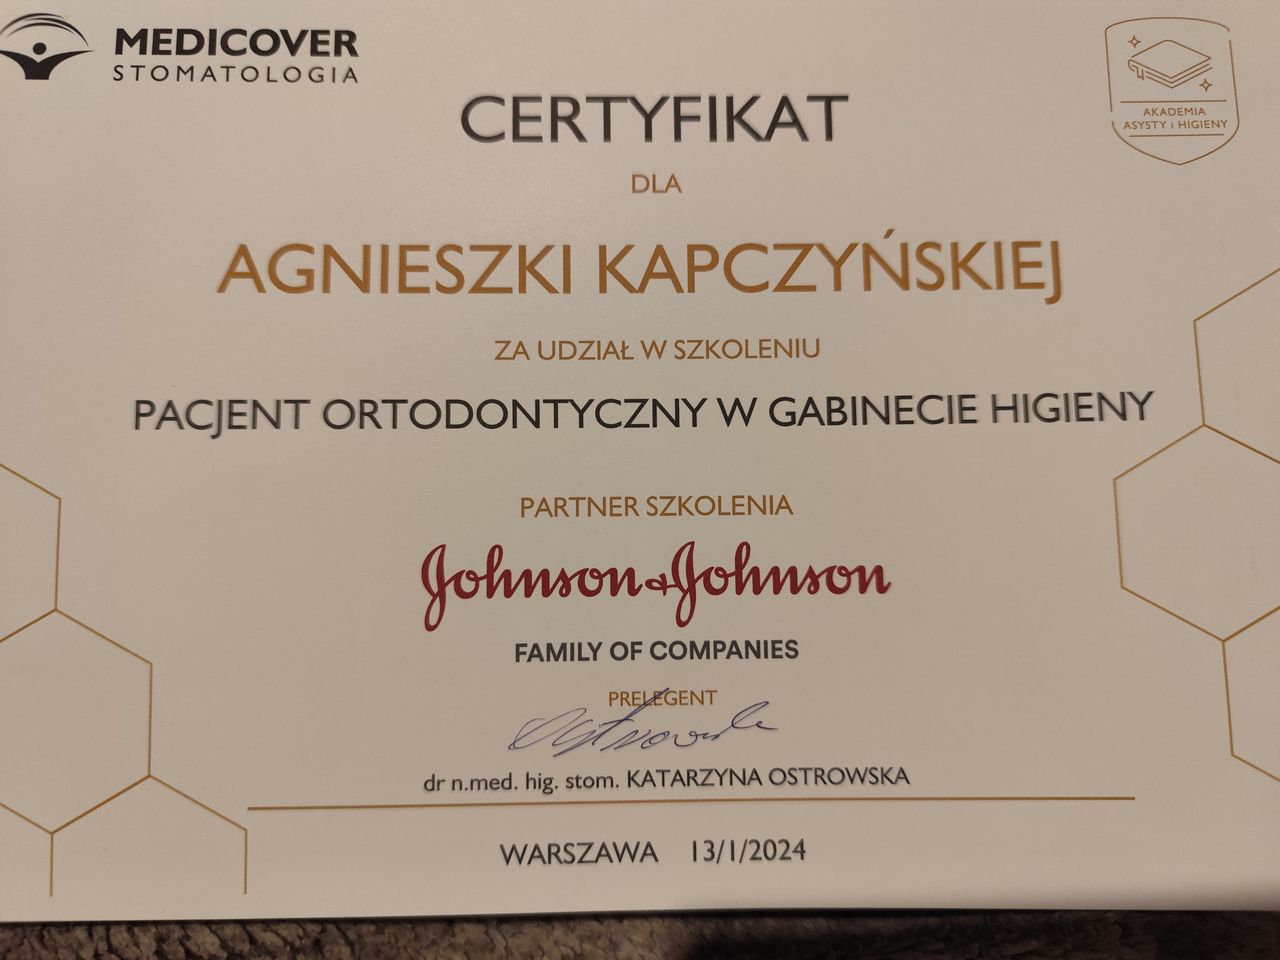 MEDICOVER
STOMATOLOGIA
AKADEMIA
ASYSTY i HIGIENY
CERTYFIKAT
DLA
AGNIESZKI KAPCZYŃSKIEJ
ZA UDZIAŁ W SZKOLENIU
PACJENT ORTODONTYCZNY W GABINECIE HIGIENY
PARTNER SZKOLENIA
Johnson & Johnson
FAMILY OF COMPANIES
PRELEGENT
dr n.med. hig. stom. KATARZYNA OSTROWSKA
WARSZAWA 13/1/2024